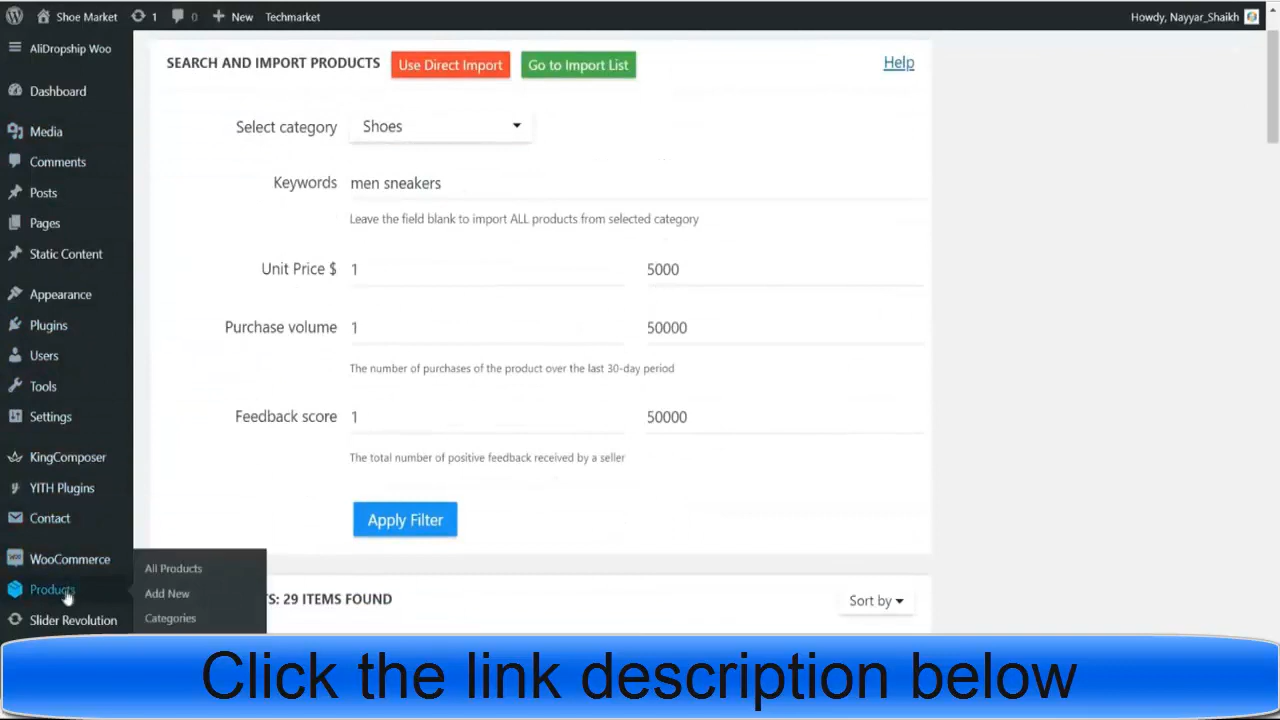 Shoe Market 1 0 New Techmarket Howdy, Nayyar_Shaikh
AliDropship Woo
Dashboard
Media
Comments
Posts
Pages
Static Content
Appearance
Plugins
Users
Tools
Settings
KingComposer
YITH Plugins
Contact
WooCommerce
Products
Slider Revolution
All Products
Add New
Categories
SEARCH AND IMPORT PRODUCTS Use Direct Import Go to Import List Help
Select category Shoes
Keywords men sneakers
Leave the field blank to import ALL products from selected category
Unit Price $ 1 5000
Purchase volume 1 50000
The number of purchases of the product over the last 30-day period
Feedback score 1 50000
The total number of positive feedback received by a seller
Apply Filter
TS: 29 ITEMS FOUND Sort by
Click the link description below